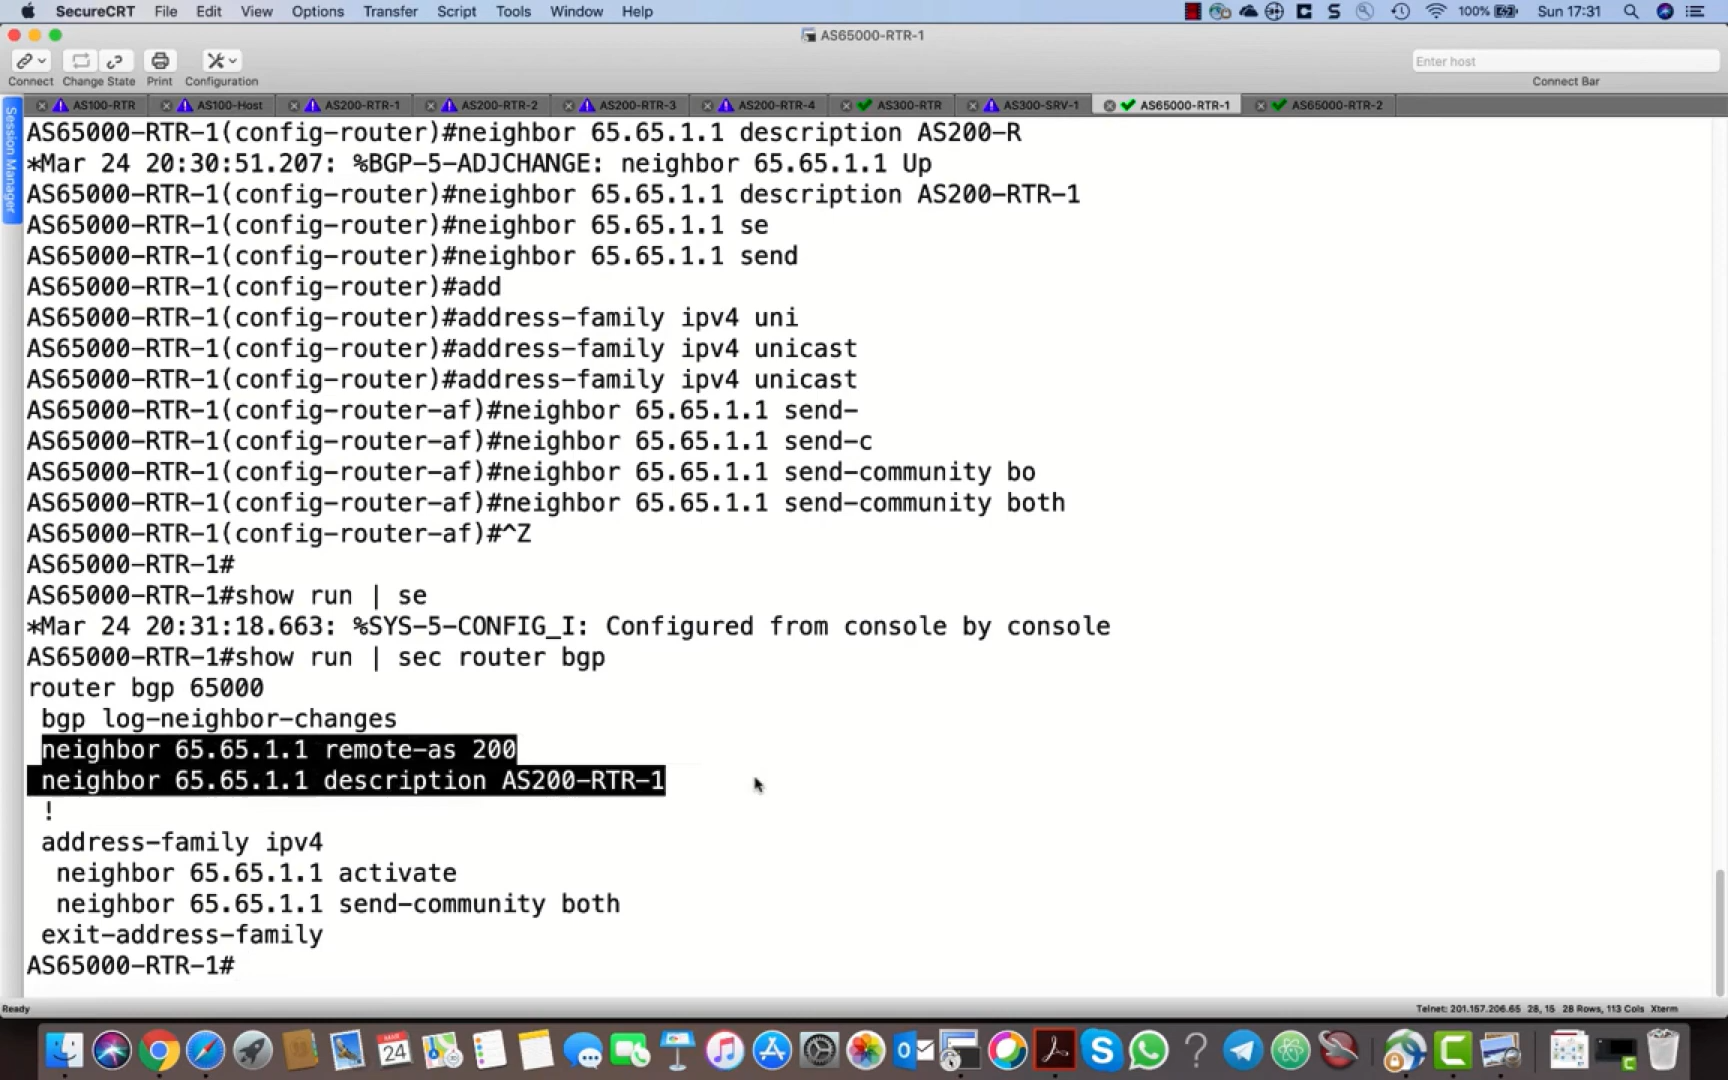 SecureCRT File Edit View Options Transfer Script Tools Window Help 100% Sun 17:31
AS65000-RTR-1
Enter host
Connect Change State Print Configuration Connect Bar
Session Manager
AS100-RTR AS100-Host AS200-RTR-1 AS200-RTR-2 AS200-RTR-3 AS200-RTR-4 AS300-RTR AS300-SRV-1 AS65000-RTR-1 AS65000-RTR-2
AS65000-RTR-1(config-router)#neighbor 65.65.1.1 description AS200-R
*Mar 24 20:30:51.207: %BGP-5-ADJCHANGE: neighbor 65.65.1.1 Up
AS65000-RTR-1(config-router)#neighbor 65.65.1.1 description AS200-RTR-1
AS65000-RTR-1(config-router)#neighbor 65.65.1.1 se
AS65000-RTR-1(config-router)#neighbor 65.65.1.1 send
AS65000-RTR-1(config-router)#add
AS65000-RTR-1(config-router)#address-family ipv4 uni
AS65000-RTR-1(config-router)#address-family ipv4 unicast
AS65000-RTR-1(config-router)#address-family ipv4 unicast
AS65000-RTR-1(config-router-af)#neighbor 65.65.1.1 send-
AS65000-RTR-1(config-router-af)#neighbor 65.65.1.1 send-c
AS65000-RTR-1(config-router-af)#neighbor 65.65.1.1 send-community bo
AS65000-RTR-1(config-router-af)#neighbor 65.65.1.1 send-community both
AS65000-RTR-1(config-router-af)#^Z
AS65000-RTR-1#
AS65000-RTR-1#show run | se
*Mar 24 20:31:18.663: %SYS-5-CONFIG_I: Configured from console by console
AS65000-RTR-1#show run | sec router bgp
router bgp 65000
bgp log-neighbor-changes
neighbor 65.65.1.1 remote-as 200
neighbor 65.65.1.1 description AS200-RTR-1
!
address-family ipv4
neighbor 65.65.1.1 activate
neighbor 65.65.1.1 send-community both
exit-address-family
AS65000-RTR-1#
Ready Telnet: 201.157.206.65 28, 15 28 Rows, 113 Cols Xterm
24